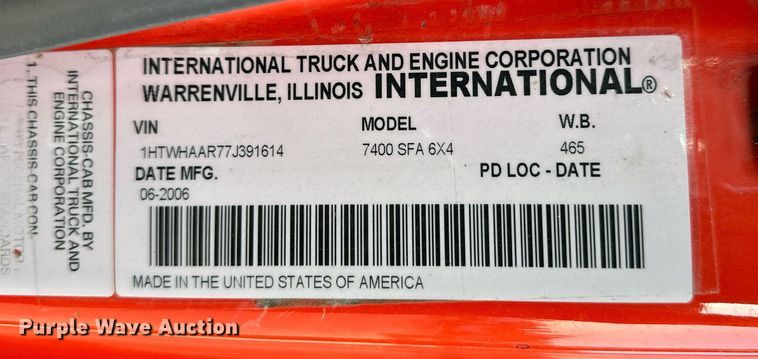 INTERNATIONAL TRUCK AND ENGINE CORPORATION
WARRENVILLE, ILLINOIS INTERNATIONAL®
VIN MODEL W.B.
1HTWHAAR77J391614 7400 SFA 6X4 465
DATE MFG. PD LOC - DATE
06-2006
MADE IN THE UNITED STATES OF AMERICA
CHASSIS-CAB MFD. BY
INTERNATIONAL TRUCK AND
ENGINE CORPORATION
1. THIS CHASSIS-CAB CON-
Purple Wave Auction